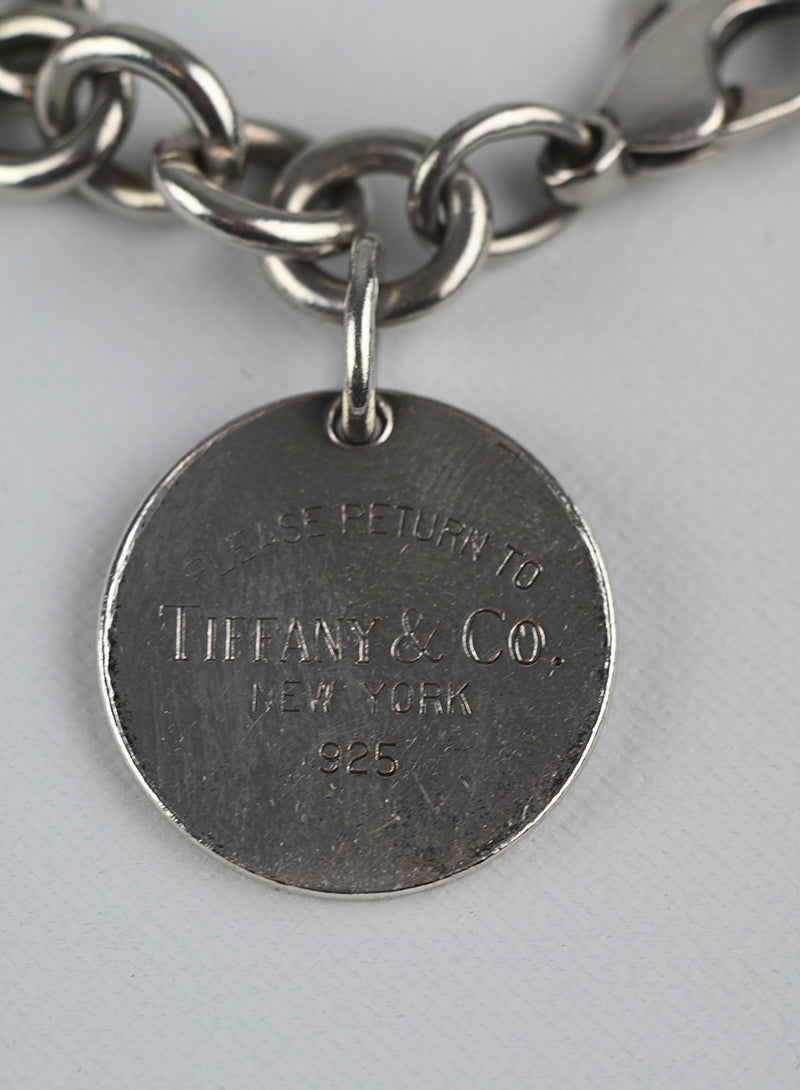 PLEASE RETURN TO
TIFFANY & CO.
NEW YORK
925